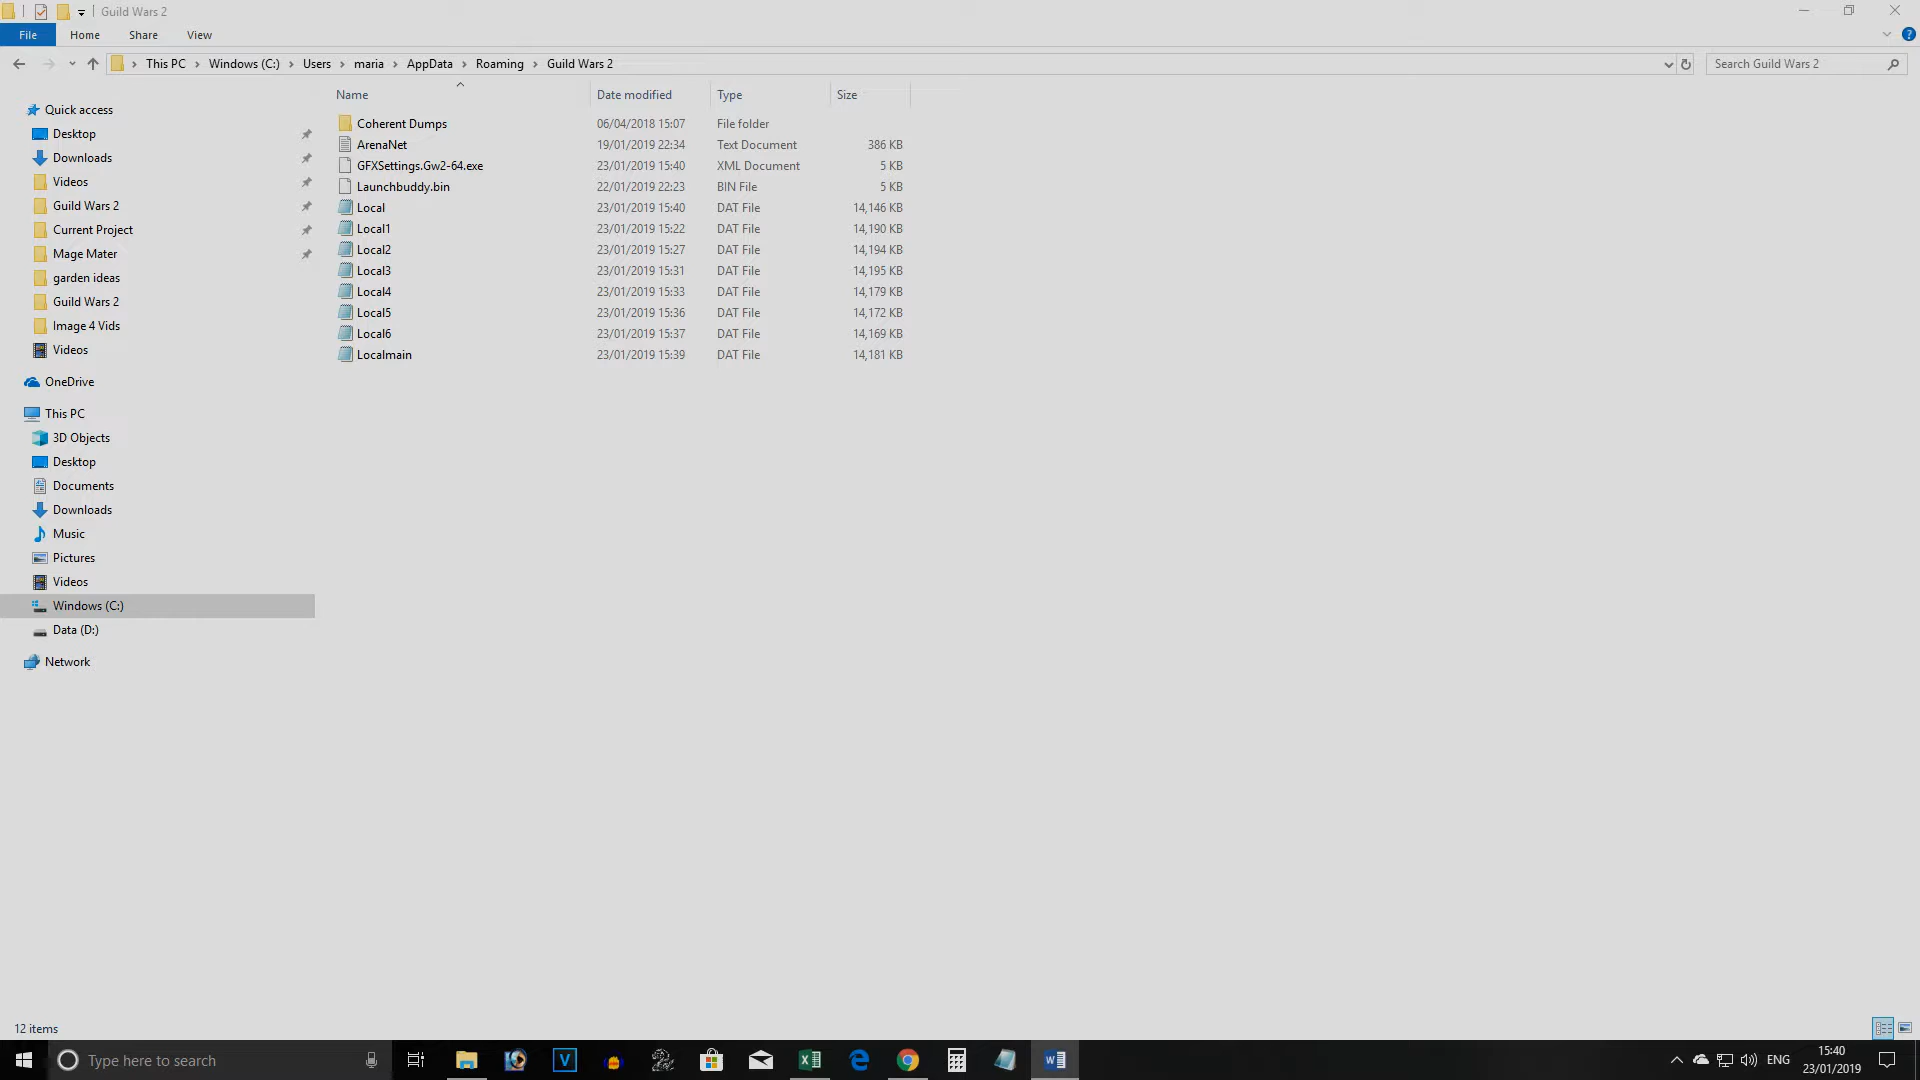 Guild Wars 2
File Home Share View
This PC Windows (C:) Users maria AppData Roaming Guild Wars 2 Search Guild Wars 2
Name Date modified Type Size
Quick access
Desktop
Downloads
Videos
Guild Wars 2
Current Project
Mage Mater
garden ideas
Guild Wars 2
Image 4 Vids
Videos
OneDrive
This PC
3D Objects
Desktop
Documents
Downloads
Music
Pictures
Videos
Windows (C:)
Data (D:)
Network
Coherent Dumps 06/04/2018 15:07 File folder
ArenaNet 19/01/2019 22:34 Text Document 386 KB
GFXSettings.Gw2-64.exe 23/01/2019 15:40 XML Document 5 KB
Launchbuddy.bin 22/01/2019 22:23 BIN File 5 KB
Local 23/01/2019 15:40 DAT File 14,146 KB
Local1 23/01/2019 15:22 DAT File 14,190 KB
Local2 23/01/2019 15:27 DAT File 14,194 KB
Local3 23/01/2019 15:31 DAT File 14,195 KB
Local4 23/01/2019 15:33 DAT File 14,179 KB
Local5 23/01/2019 15:36 DAT File 14,172 KB
Local6 23/01/2019 15:37 DAT File 14,169 KB
Localmain 23/01/2019 15:39 DAT File 14,181 KB
12 items
Type here to search
ENG
15:40
23/01/2019